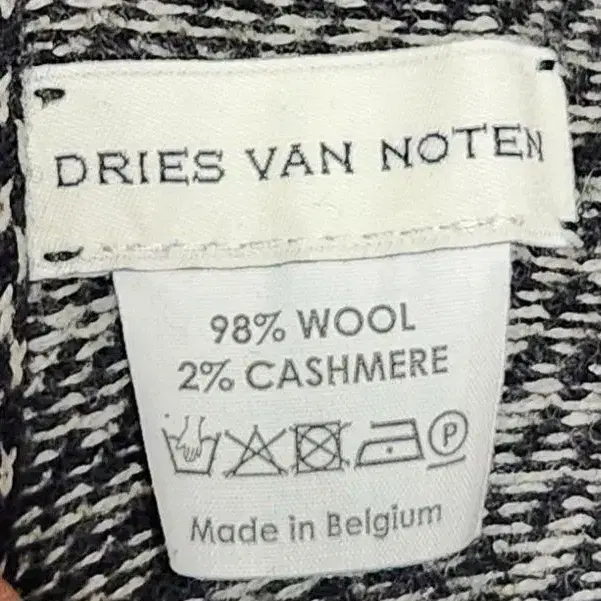 DRIES VAN NOTEN
98% WOOL
2% CASHMERE
P
Made in Belgium